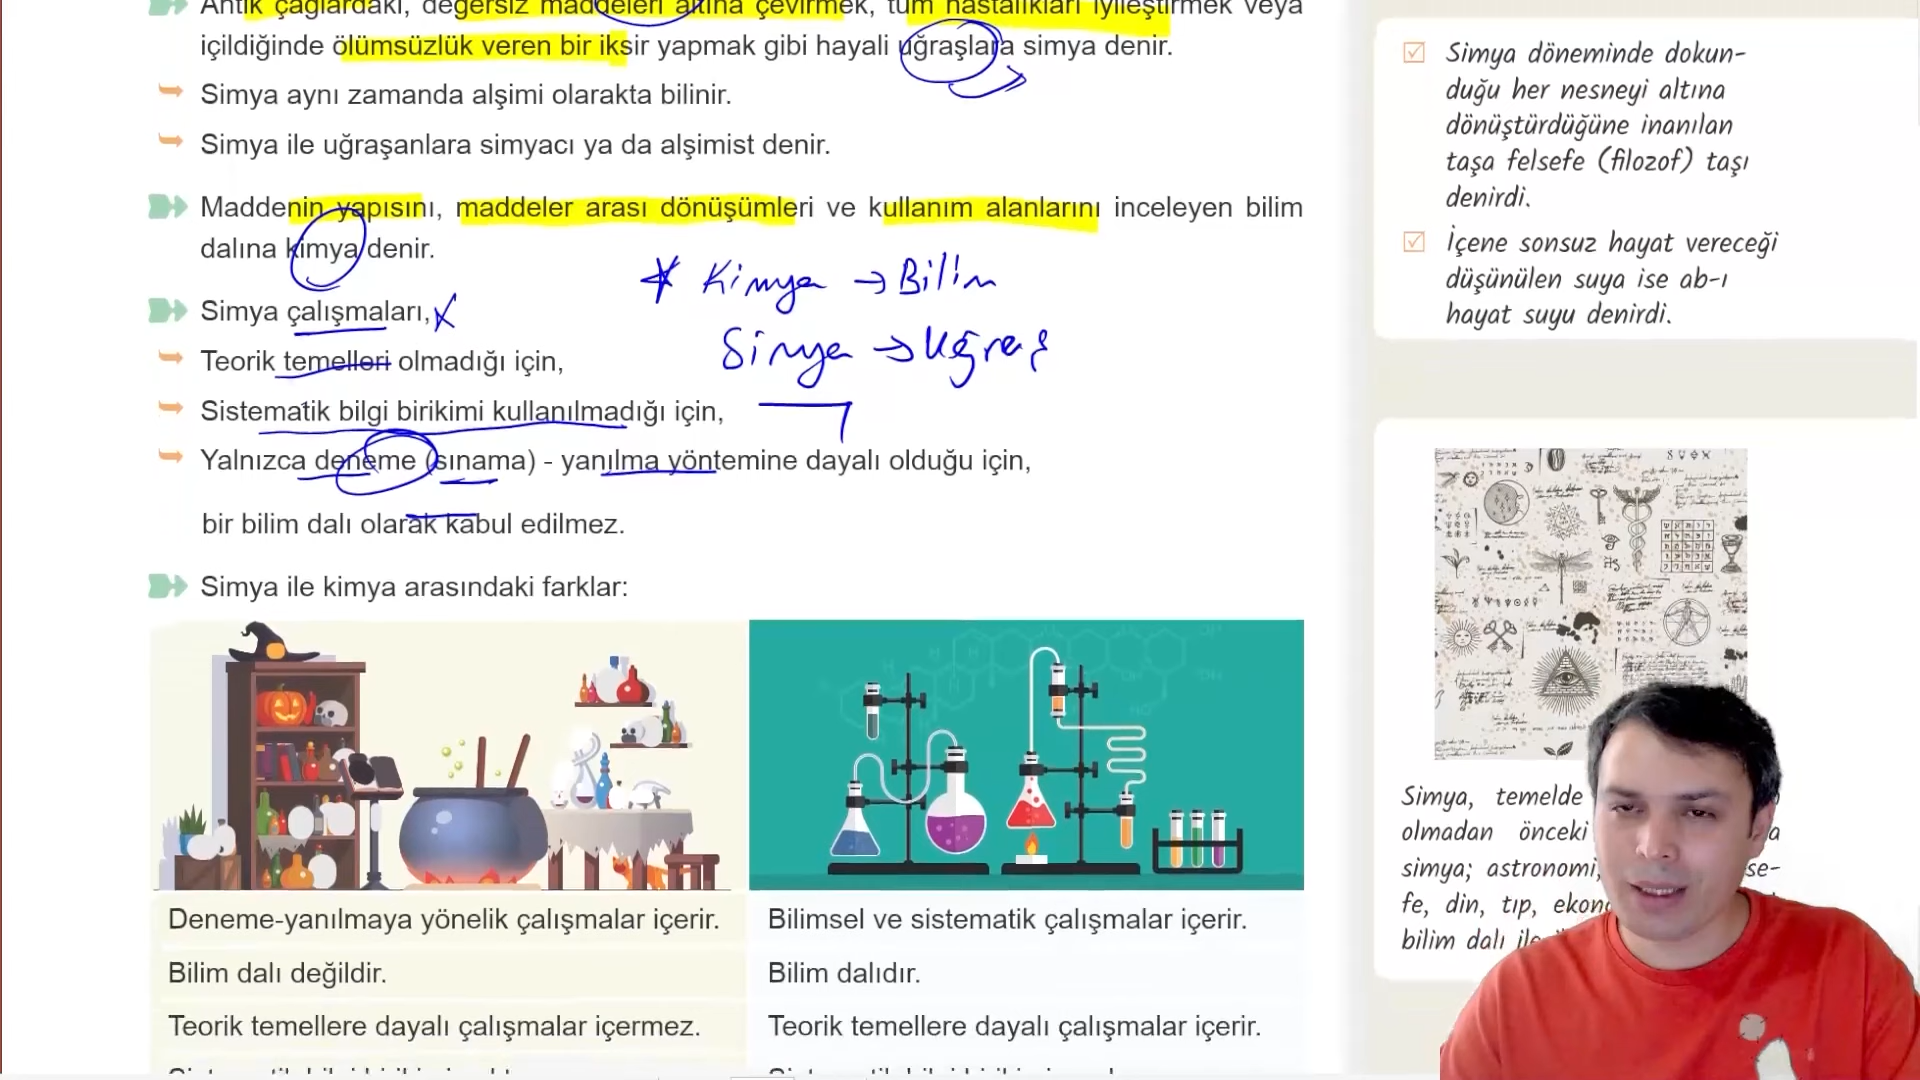 Antik çağlardaki, değersiz maddeleri altına çevirmek, tüm hastalıkları iyileştirmek veya
içildiğinde ölümsüzlük veren bir iksir yapmak gibi hayali uğraşlara simya denir.
Simya aynı zamanda alşimi olarakta bilinir.
Simya ile uğraşanlara simyacı ya da alşimist denir.
Maddenin yapısını, maddeler arası dönüşümleri ve kullanım alanlarını inceleyen bilim
dalına kimya denir.
* Kimya → Bilim
Simya → Uğraş
Simya çalışmaları,
Teorik temelleri olmadığı için,
Sistematik bilgi birikimi kullanılmadığı için,
Yalnızca deneme (sınama) - yanılma yöntemine dayalı olduğu için,
bir bilim dalı olarak kabul edilmez.
Simya ile kimya arasındaki farklar:
Deneme-yanılmaya yönelik çalışmalar içerir.
Bilimsel ve sistematik çalışmalar içerir.
Bilim dalı değildir.
Bilim dalıdır.
Teorik temellere dayalı çalışmalar içermez.
Teorik temellere dayalı çalışmalar içerir.
Simya döneminde dokun-
duğu her nesneyi altına
dönüştürdüğüne inanılan
taşa felsefe (filozof) taşı
denirdi.
İçene sonsuz hayat vereceği
düşünülen suya ise ab-ı
hayat suyu denirdi.
Simya, temelde
olmadan önceki
simya; astronomi, se-
fe, din, tıp,
bilim dalı ile